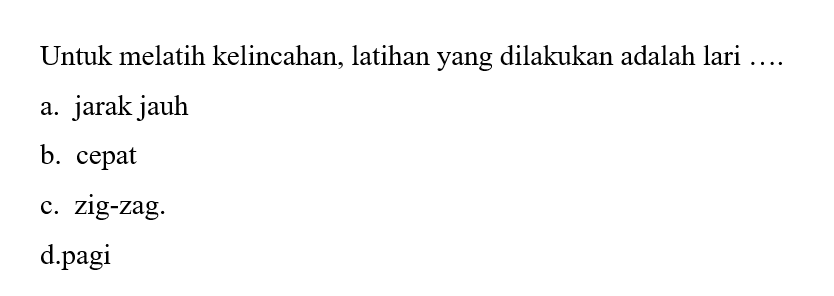 Untuk melatih kelincahan, latihan yang dilakukan adalah lari ….
a. jarak jauh
b. cepat
c. zig-zag.
d.pagi